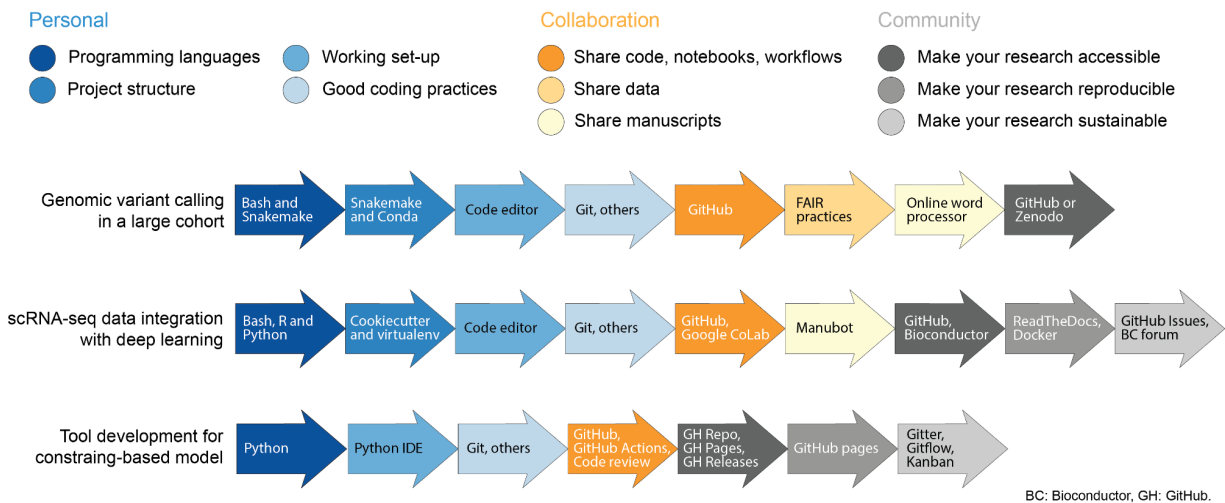 Personal
Collaboration
Community
Programming languages
Working set-up
Share code, notebooks, workflows
Make your research accessible
Project structure
Good coding practices
Share data
Make your research reproducible
Share manuscripts
Make your research sustainable
Genomic variant calling
in a large cohort
Bash and
Snakemake
Snakemake
and Conda
Code editor
Git, others
GitHub
FAIR
practices
Online word
processor
GitHub or
Zenodo
scRNA-seq data integration
with deep learning
Bash, R and
Python
Cookiecutter
and virtualenv
Code editor
Git, others
GitHub,
Google CoLab
Manubot
GitHub,
Bioconductor
ReadTheDocs,
Docker
GitHub Issues,
BC forum
Tool development for
constraing-based model
Python
Python IDE
Git, others
GitHub,
GitHub Actions,
Code review
GH Repo,
GH Pages,
GH Releases
GitHub pages
Gitter,
Gitflow,
Kanban
BC: Bioconductor, GH: GitHub.